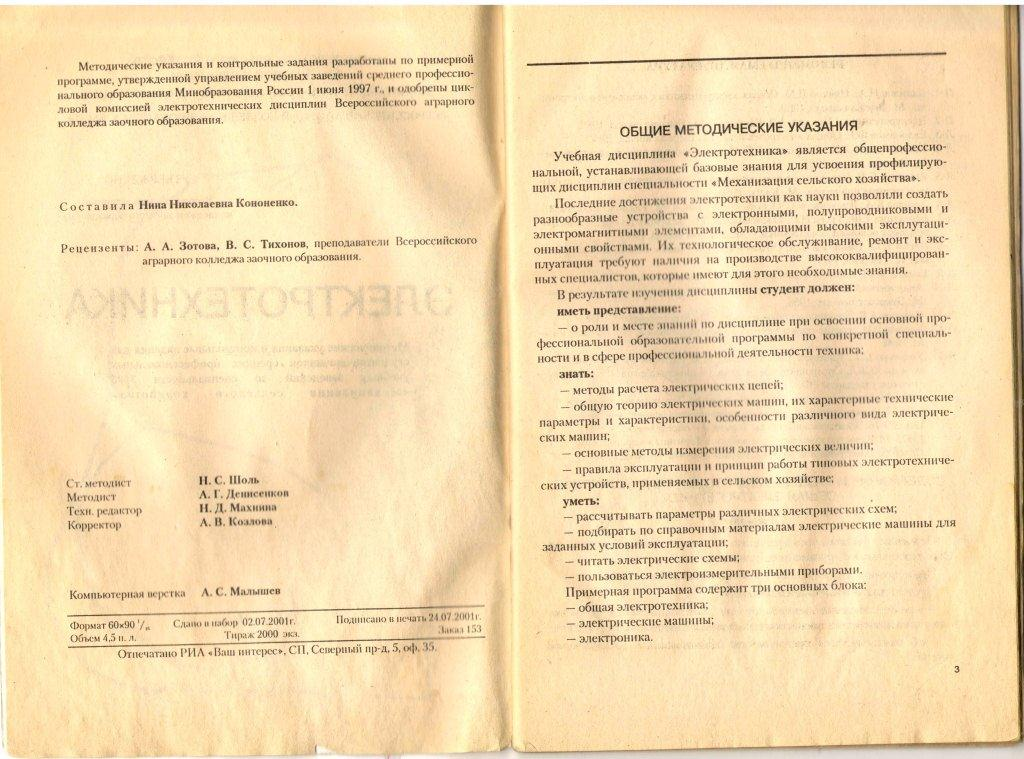 Методические указания и контрольные задания разработаны по примерной
программе, утвержденной управлением учебных заведений среднего профессио-
нального образования Минобразования России 1 июня 1997 г., и одобрены цик-
ловой комиссией электротехнических дисциплин Всероссийского аграрного
колледжа заочного образования.
Составила Нина Николаевна Кононенко.
Рецензенты: А. А. Зотова, В. С. Тихонов, преподаватели Всероссийского
аграрного колледжа заочного образования.
Ст. методист Н. С. Шоль
Методист А. Г. Денисенков
Техн. редактор Н. Д. Махнина
Корректор А. В. Козлова
Компьютерная верстка А. С. Малышев
Формат 60×90 1/16 Сдано в набор 02.07.2001г. Подписано в печать 24.07.2001г.
Объем 4,5 п. л. Тираж 2000 экз. Заказ 153
Отпечатано РИА «Ваш интерес», СП, Северный пр-д, 5, оф. 35.
ОБЩИЕ МЕТОДИЧЕСКИЕ УКАЗАНИЯ
Учебная дисциплина «Электротехника» является общепрофессио-
нальной, устанавливающей базовые знания для усвоения профилирую-
щих дисциплин специальности «Механизация сельского хозяйства».
Последние достижения электротехники как науки позволили создать
разнообразные устройства с электронными, полупроводниковыми и
электромагнитными элементами, обладающими высокими эксплутаци-
онными свойствами. Их технологическое обслуживание, ремонт и экс-
плуатация требуют наличия на производстве высококвалифицирован-
ных специалистов, которые имеют для этого необходимые знания.
В результате изучения дисциплины студент должен:
иметь представление:
— о роли и месте знаний по дисциплине при освоении основной про-
фессиональной образовательной программы по конкретной специаль-
ности и в сфере профессиональной деятельности техника;
знать:
— методы расчета электрических цепей;
— общую теорию электрических машин, их характерные технические
параметры и характеристики, особенности различного вида электриче-
ских машин;
— основные методы измерения электрических величин;
— правила эксплуатации и принцип работы типовых электротехниче-
ских устройств, применяемых в сельском хозяйстве;
уметь:
— рассчитывать параметры различных электрических схем;
— подбирать по справочным материалам электрические машины для
заданных условий эксплуатации;
— читать электрические схемы;
— пользоваться электроизмерительными приборами.
Примерная программа содержит три основных блока:
— общая электротехника;
— электрические машины;
— электроника.
3